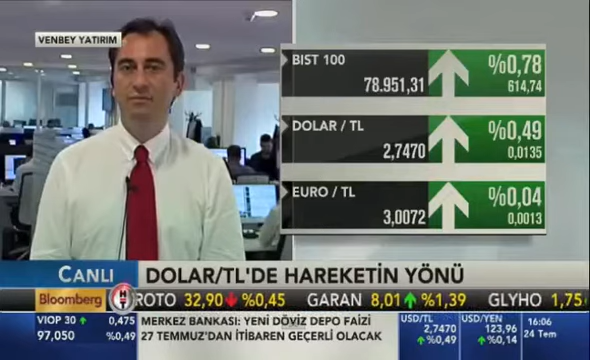 VENBEY YATIRIM
BIST 100
%0,78
78.951,31
614,74
DOLAR / TL
%0,49
2,7470
0,0135
EURO / TL
%0,04
3,0072
0,0013
CANLI
DOLAR/TL'DE HAREKETİN YÖNÜ
Bloomberg HT
ROTO 32,90 %0,45 GARAN 8,01 %1,39 GLYHO 1,75
VIOP 30 0,475
97,050 %0,49
MERKEZ BANKASI: YENİ DÖVİZ DEPO FAİZİ
27 TEMMUZ'DAN İTİBAREN GEÇERLİ OLACAK
USD/TL
2,7470
%0,49
USD/YEN
123,96
%0,14
16:06
24 Tem